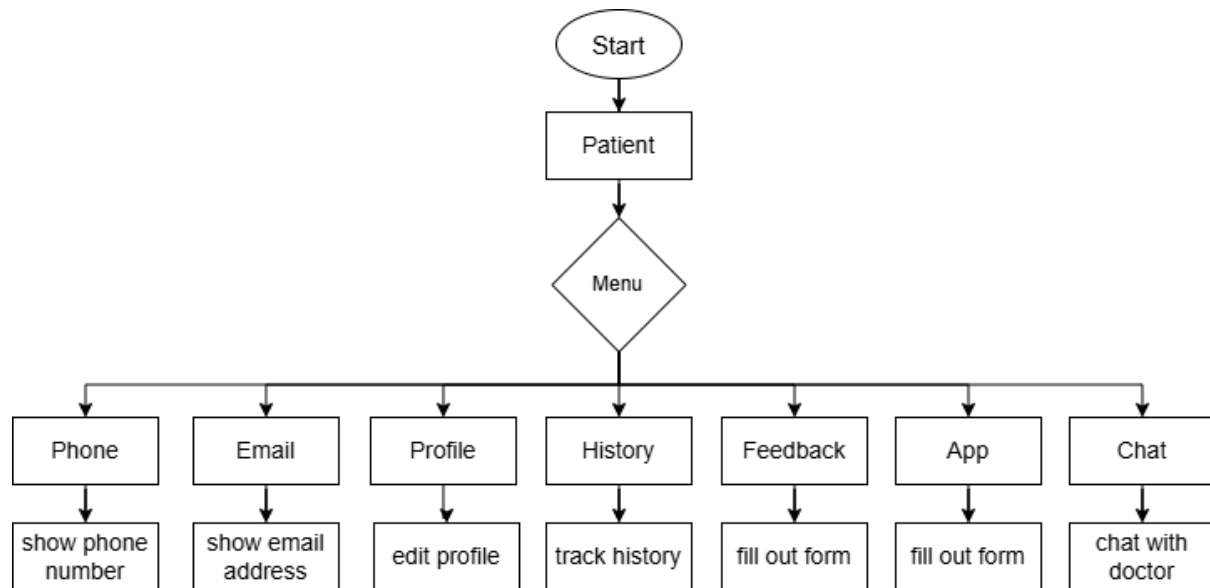 Start
Patient
Menu
Phone
Email
Profile
History
Feedback
App
Chat
show phone
number
show email
address
edit profile
track history
fill out form
fill out form
chat with
doctor